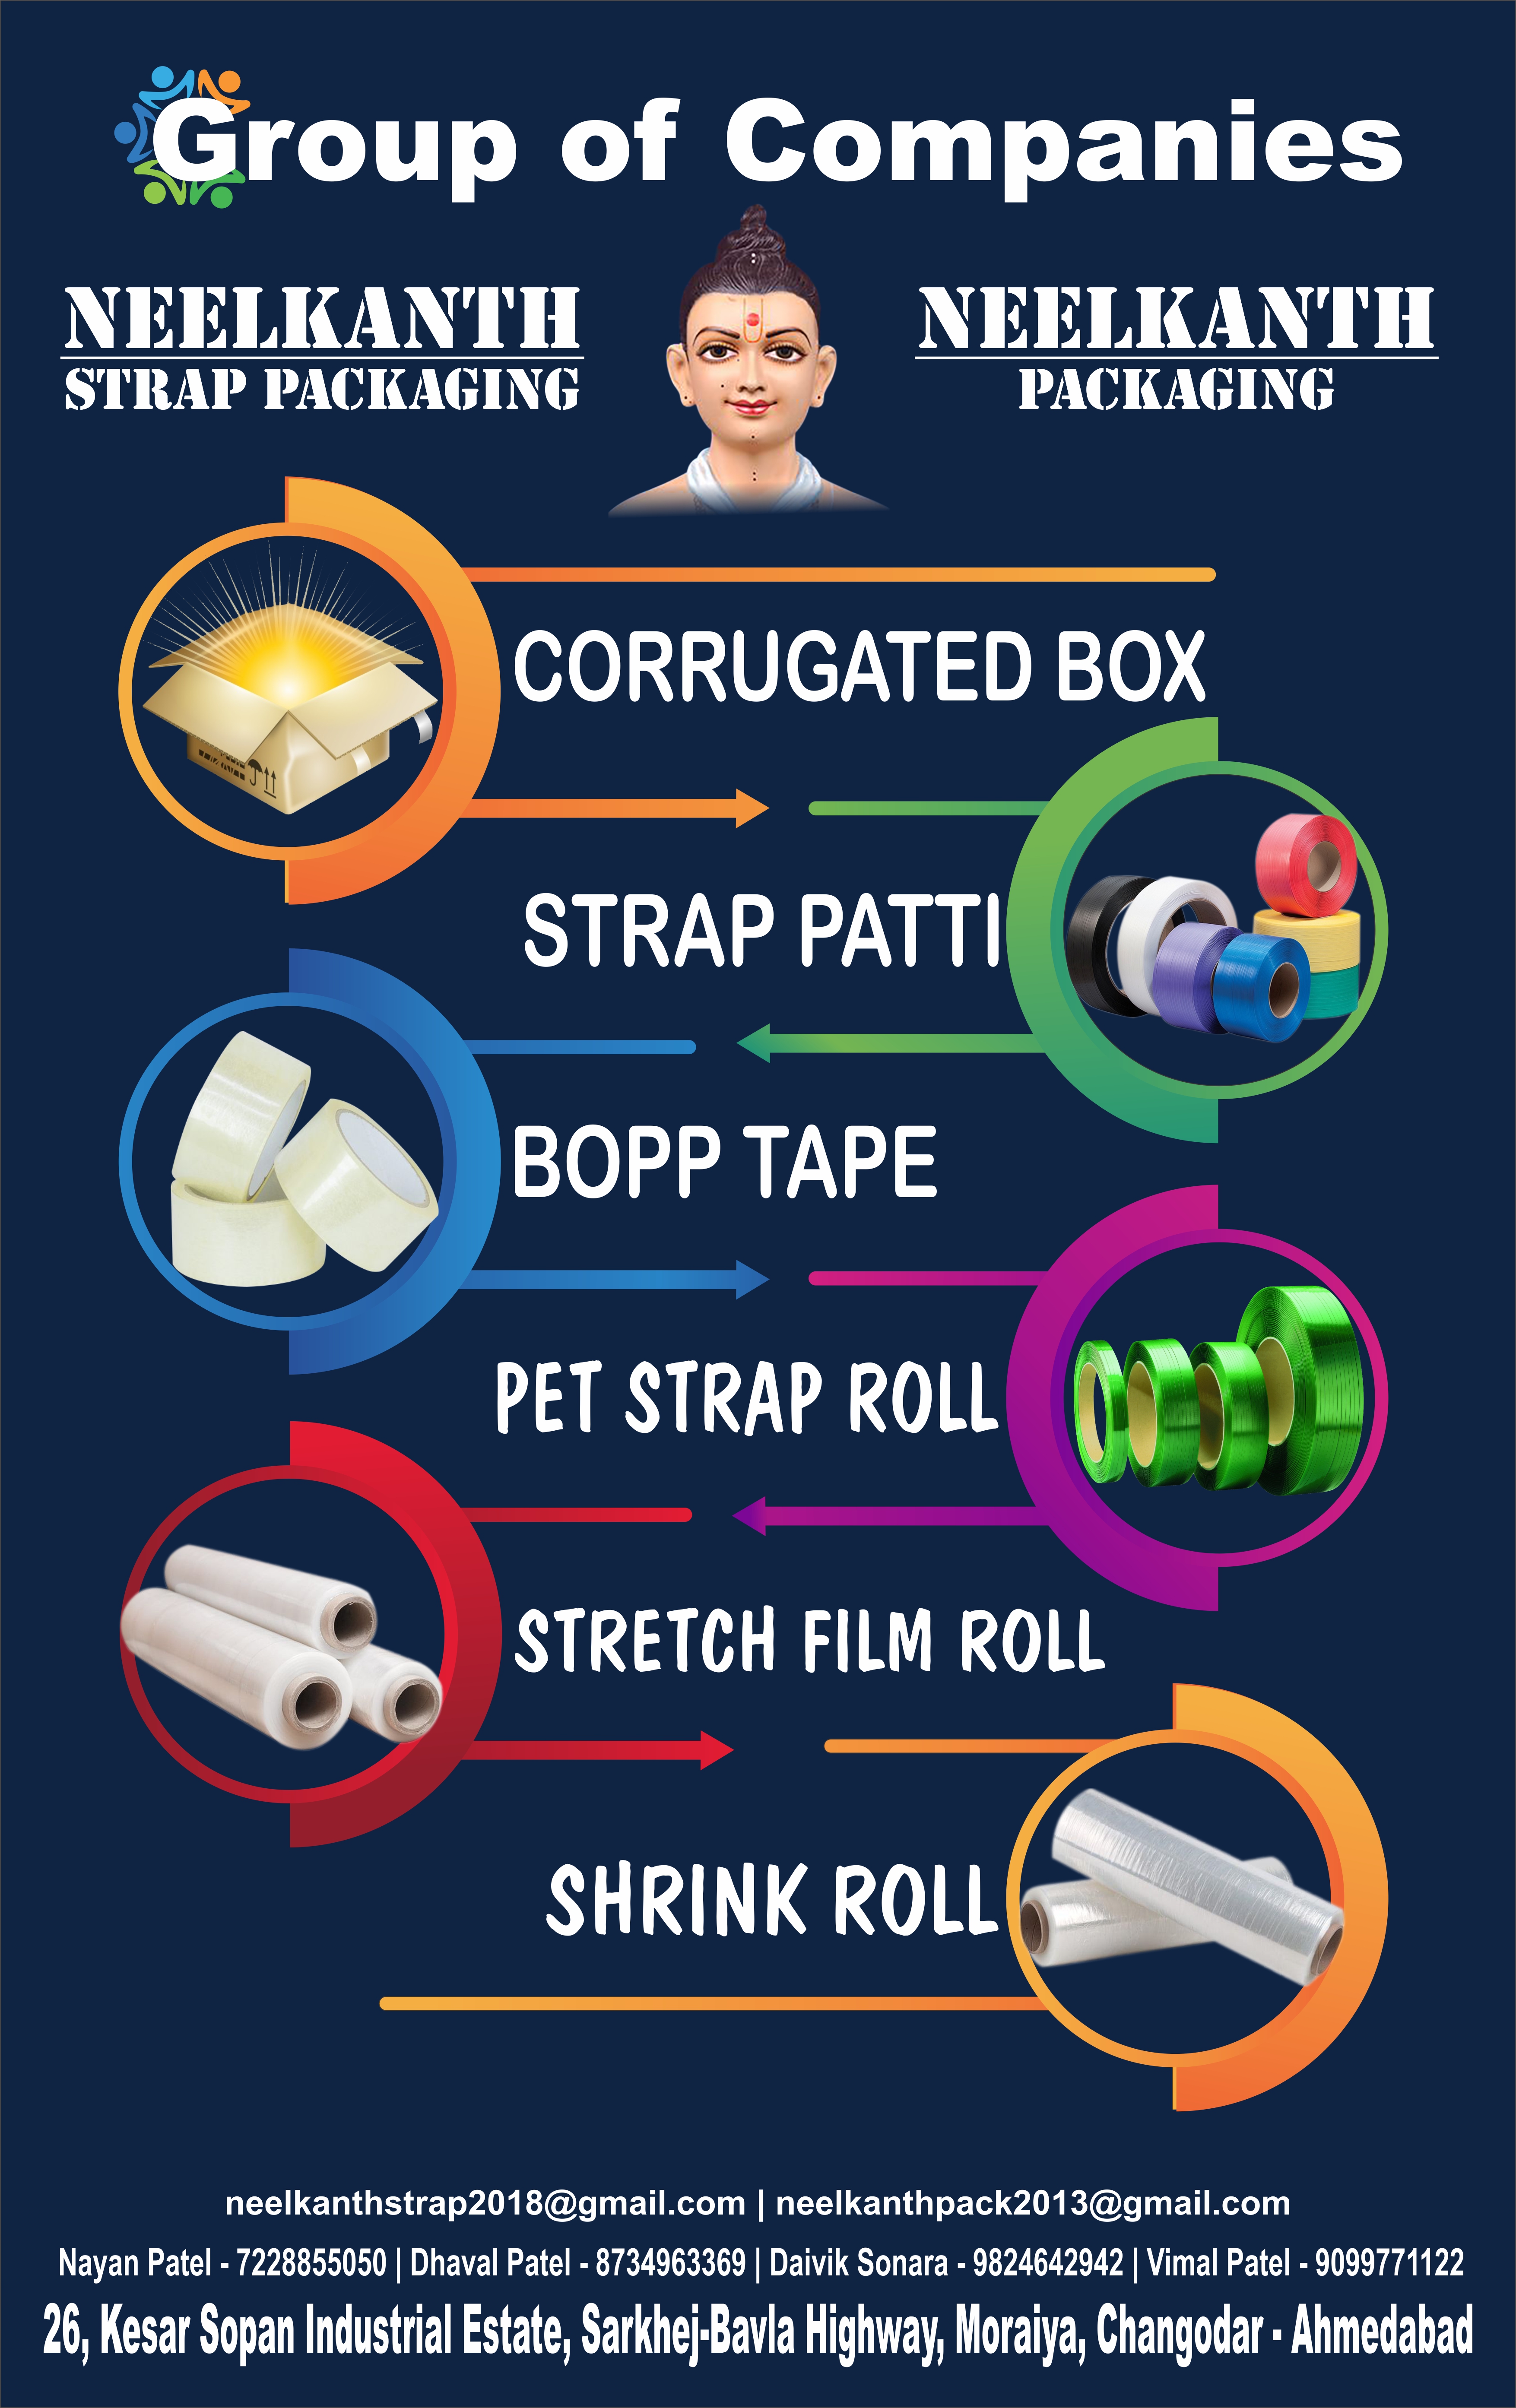 Group of Companies
NEELKANTH
STRAP PACKAGING
NEELKANTH
PACKAGING
CORRUGATED BOX
STRAP PATTI
BOPP TAPE
PET STRAP ROLL
STRETCH FILM ROLL
SHRINK ROLL
neelkanthstrap2018@gmail.com | neelkanthpack2013@gmail.com
Nayan Patel - 7228855050 | Dhaval Patel - 8734963369 | Daivik Sonara - 9824642942 | Vimal Patel - 9099771122
26, Kesar Sopan Industrial Estate, Sarkhej-Bavla Highway, Moraiya, Changodar - Ahmedabad